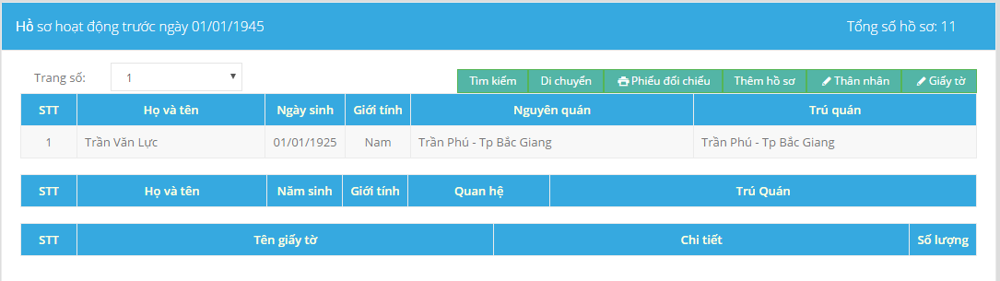 Hồ sơ hoạt động trước ngày 01/01/1945 Tổng số hồ sơ: 11
Trang số: 1
Tìm kiếm Di chuyển Phiếu đối chiếu Thêm hồ sơ Thân nhân Giấy tờ
STT Họ và tên Ngày sinh Giới tính Nguyên quán Trú quán
1 Trần Văn Lực 01/01/1925 Nam Trần Phú - Tp Bắc Giang Trần Phú - Tp Bắc Giang
STT Họ và tên Năm sinh Giới tính Quan hệ Trú Quán
STT Tên giấy tờ Chi tiết Số lượng